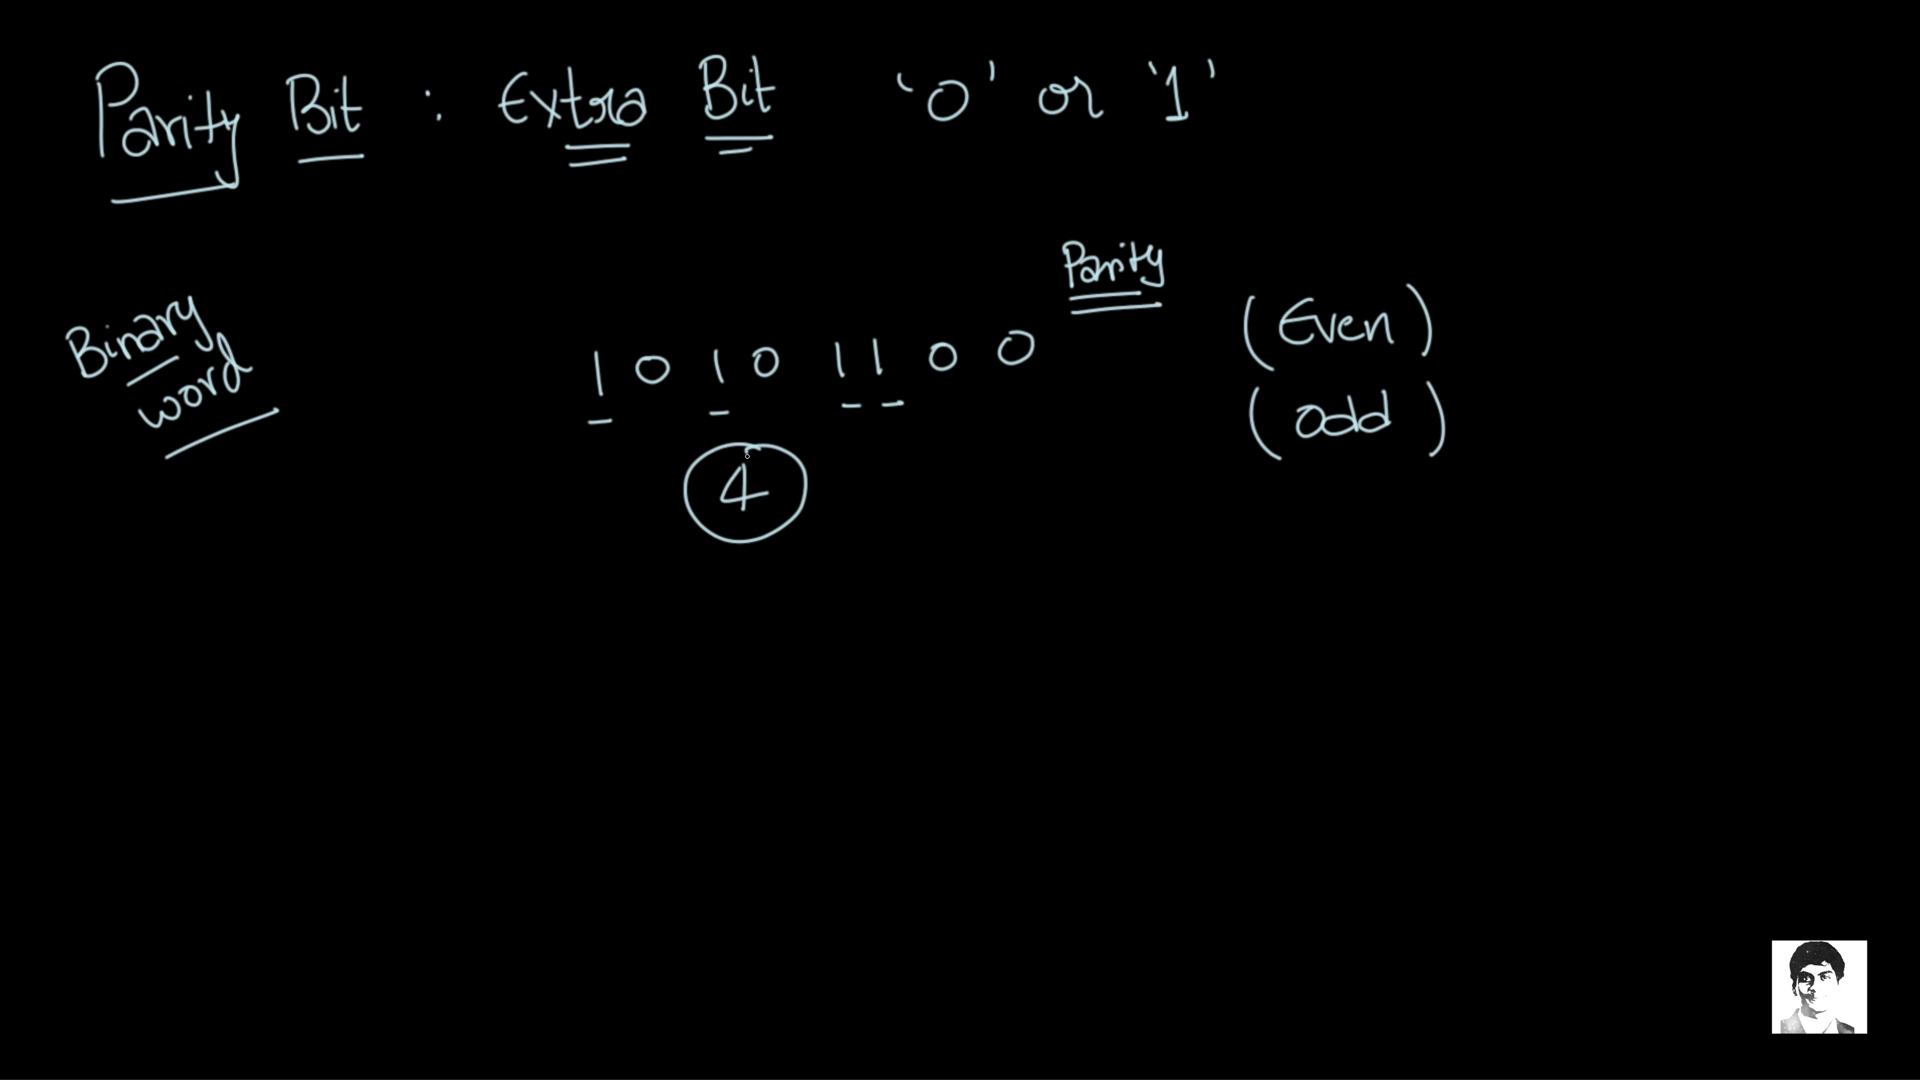 Parity Bit : Extra Bit '0' or '1'
Parity
Binary word
1 0 1 0 1 1 0 0
(Even)
(odd)
4